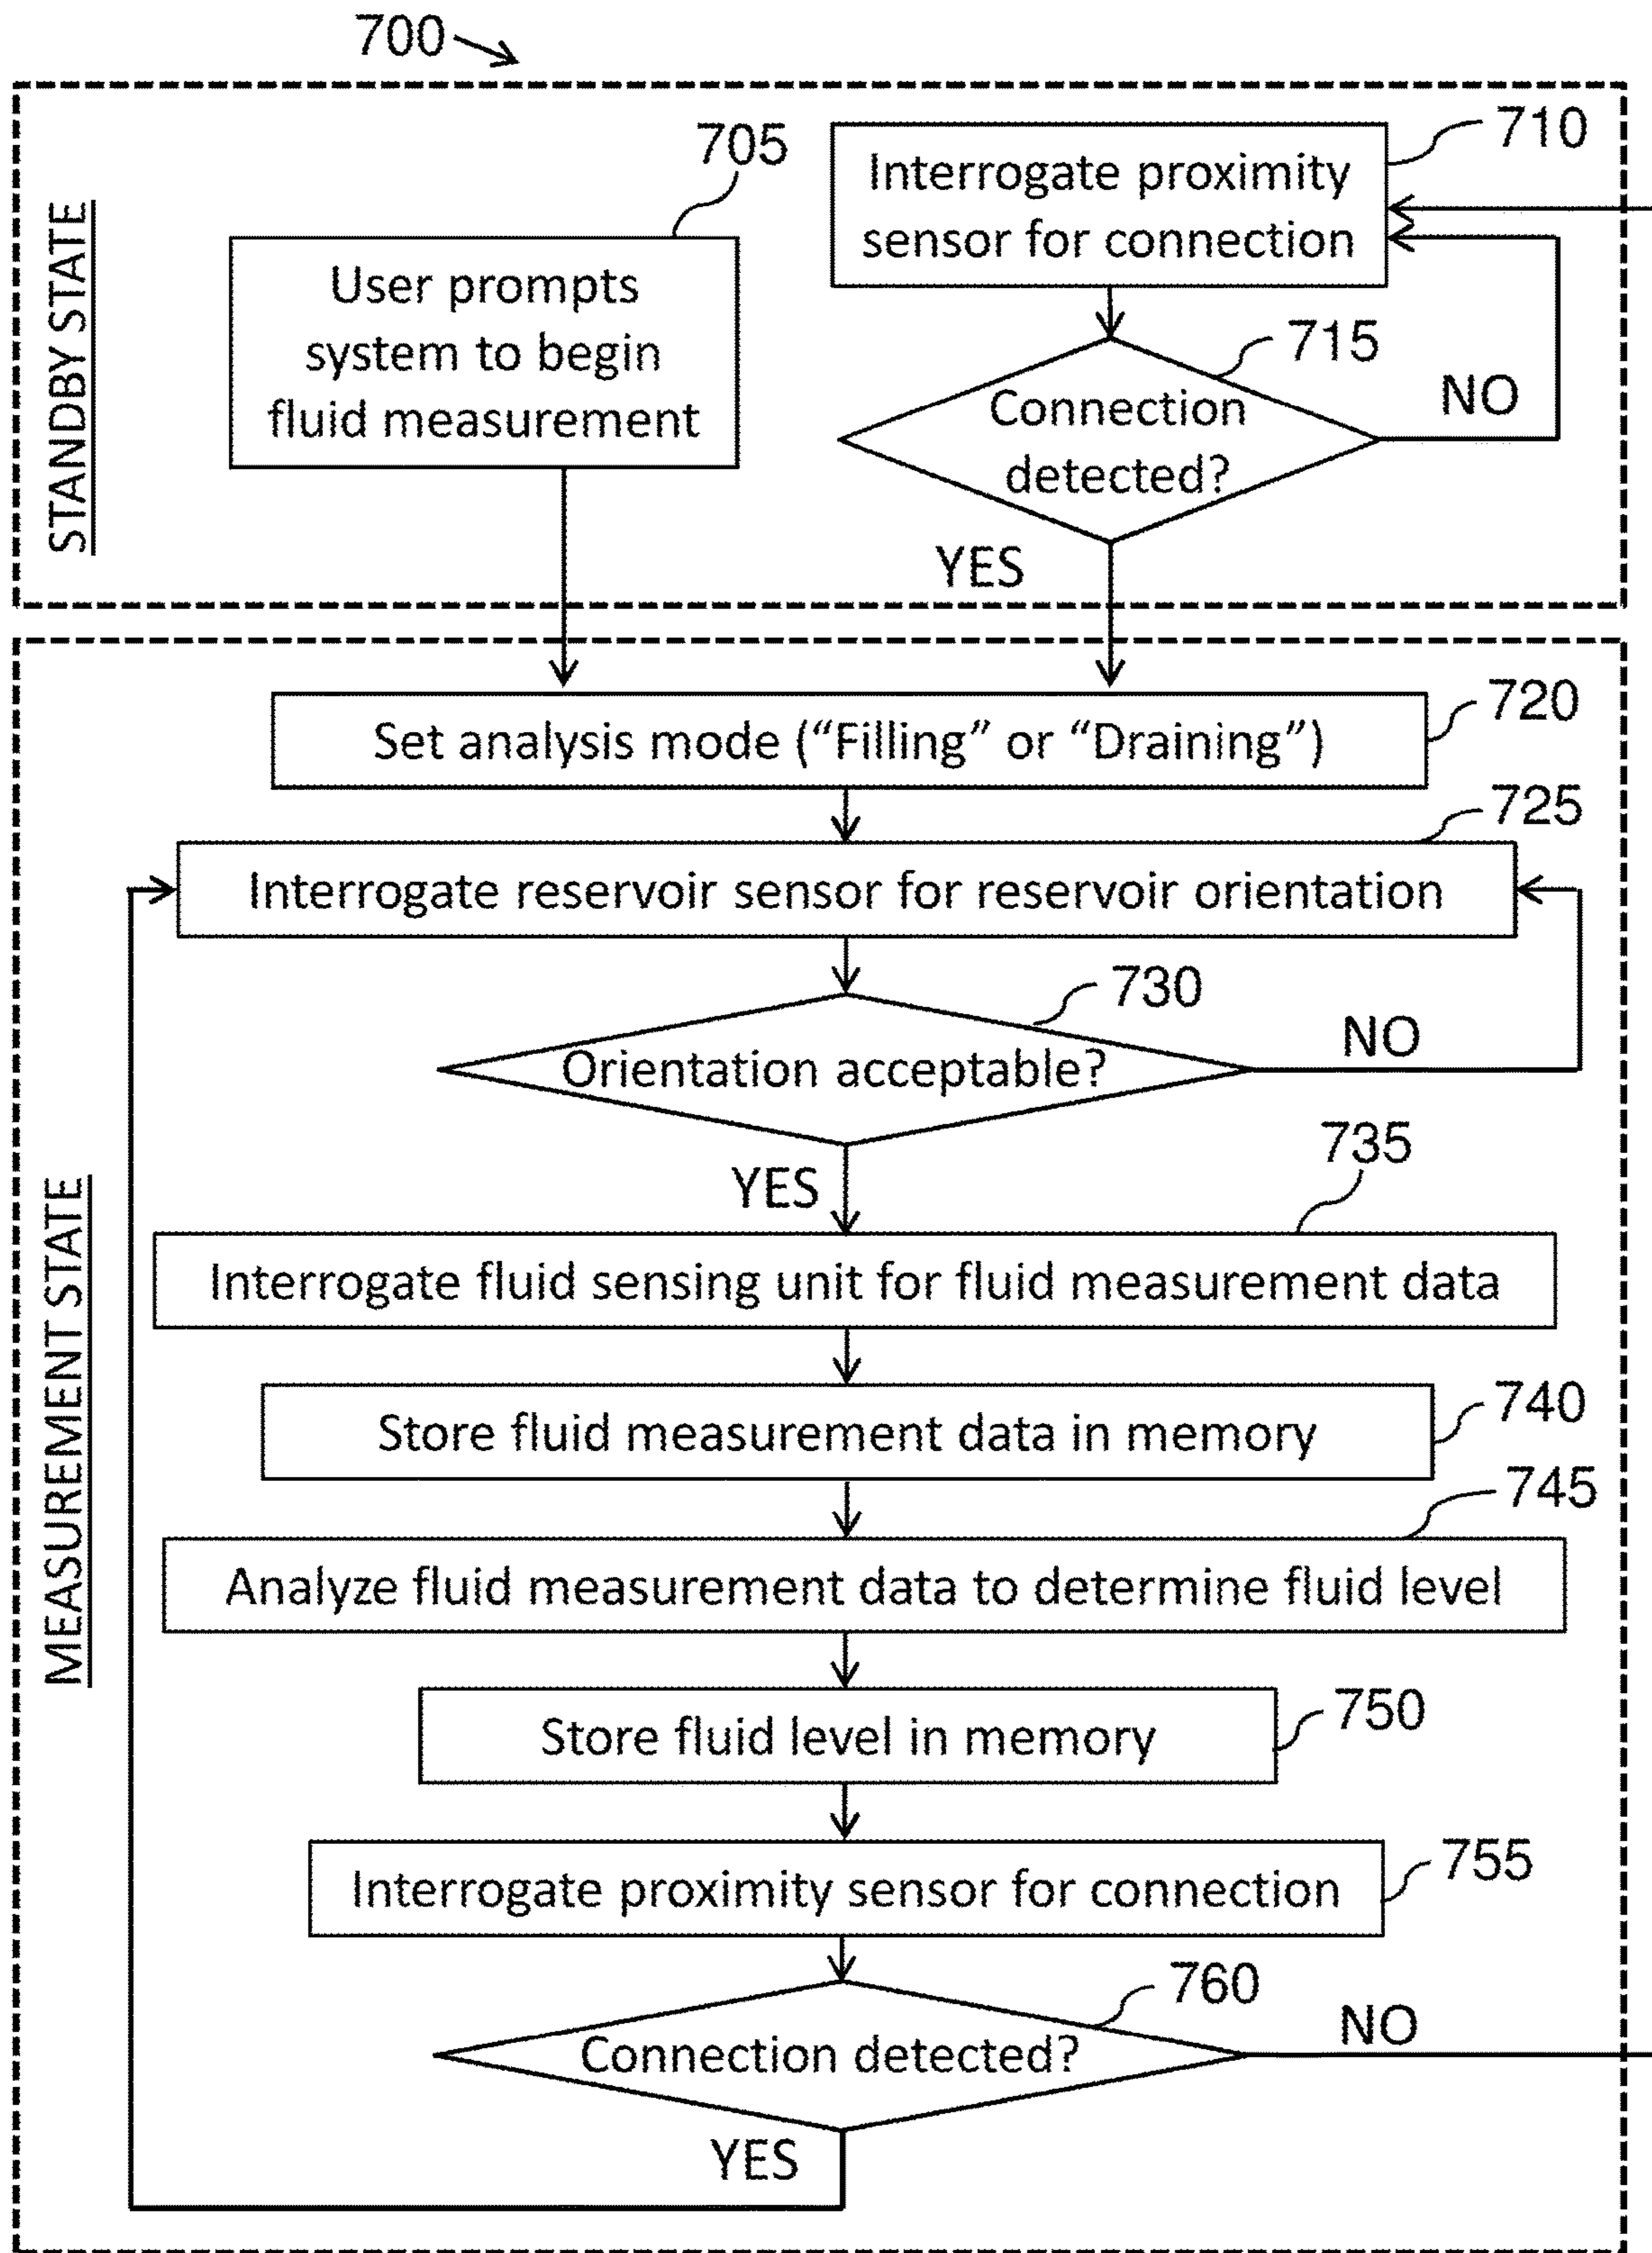 700
STANDBY STATE
705
User prompts
system to begin
fluid measurement
710
Interrogate proximity
sensor for connection
715
Connection
detected?
NO
YES
MEASUREMENT STATE
720
Set analysis mode (“Filling” or “Draining”)
725
Interrogate reservoir sensor for reservoir orientation
730
Orientation acceptable?
NO
YES
735
Interrogate fluid sensing unit for fluid measurement data
740
Store fluid measurement data in memory
745
Analyze fluid measurement data to determine fluid level
750
Store fluid level in memory
755
Interrogate proximity sensor for connection
760
Connection detected?
NO
YES